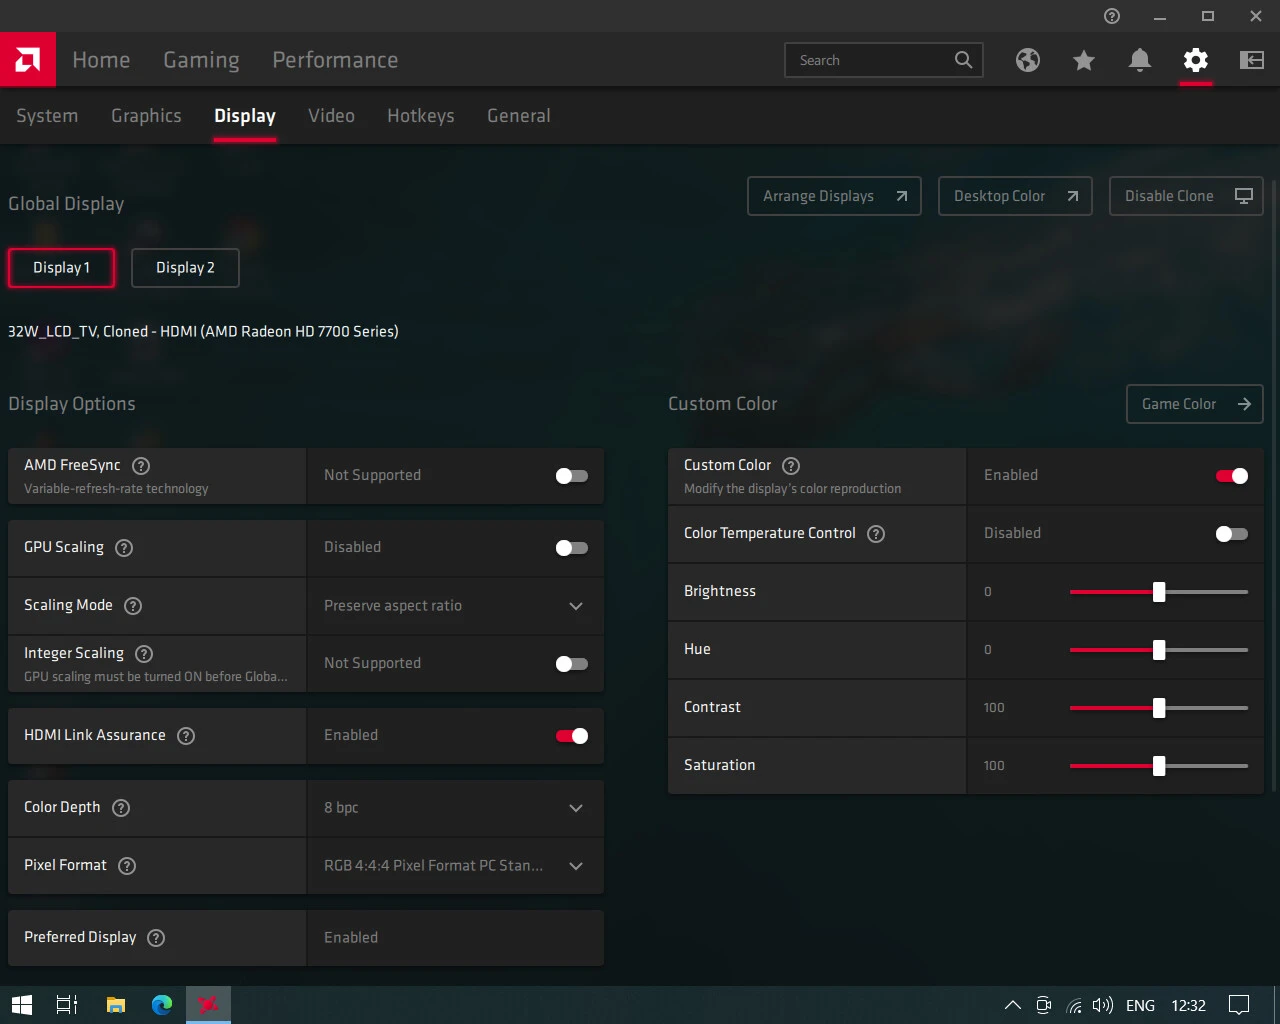 Home Gaming Performance Search
System Graphics Display Video Hotkeys General
Global Display
Arrange Displays Desktop Color Disable Clone
Display 1 Display 2
32W_LCD_TV, Cloned - HDMI (AMD Radeon HD 7700 Series)
Display Options
AMD FreeSync
Variable-refresh-rate technology
Not Supported
GPU Scaling Disabled
Scaling Mode Preserve aspect ratio
Integer Scaling
GPU scaling must be turned ON before Globa...
Not Supported
HDMI Link Assurance Enabled
Color Depth 8 bpc
Pixel Format RGB 4:4:4 Pixel Format PC Stan...
Preferred Display Enabled
Custom Color Game Color
Custom Color
Modify the display's color reproduction
Enabled
Color Temperature Control Disabled
Brightness 0
Hue 0
Contrast 100
Saturation 100
ENG 12:32